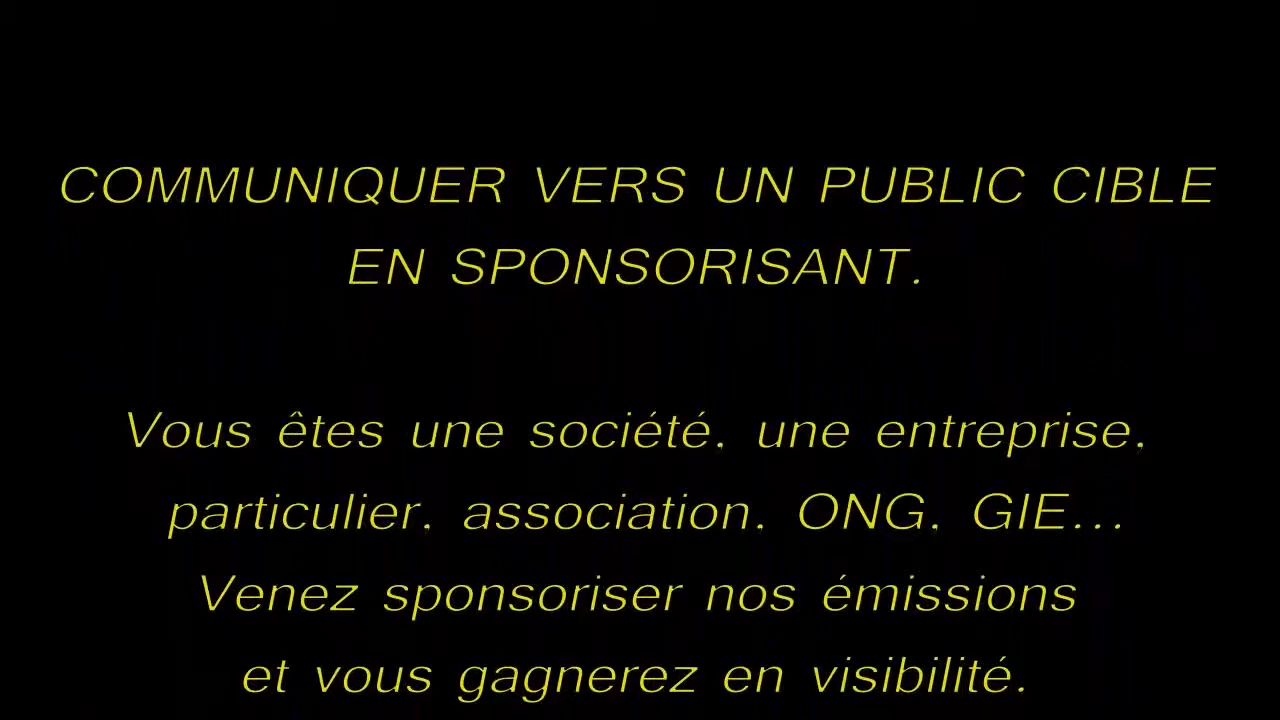 COMMUNIQUER VERS UN PUBLIC CIBLE
EN SPONSORISANT.
Vous êtes une société, une entreprise,
particulier, association, ONG, GIE...
Venez sponsoriser nos émissions
et vous gagnerez en visibilité.